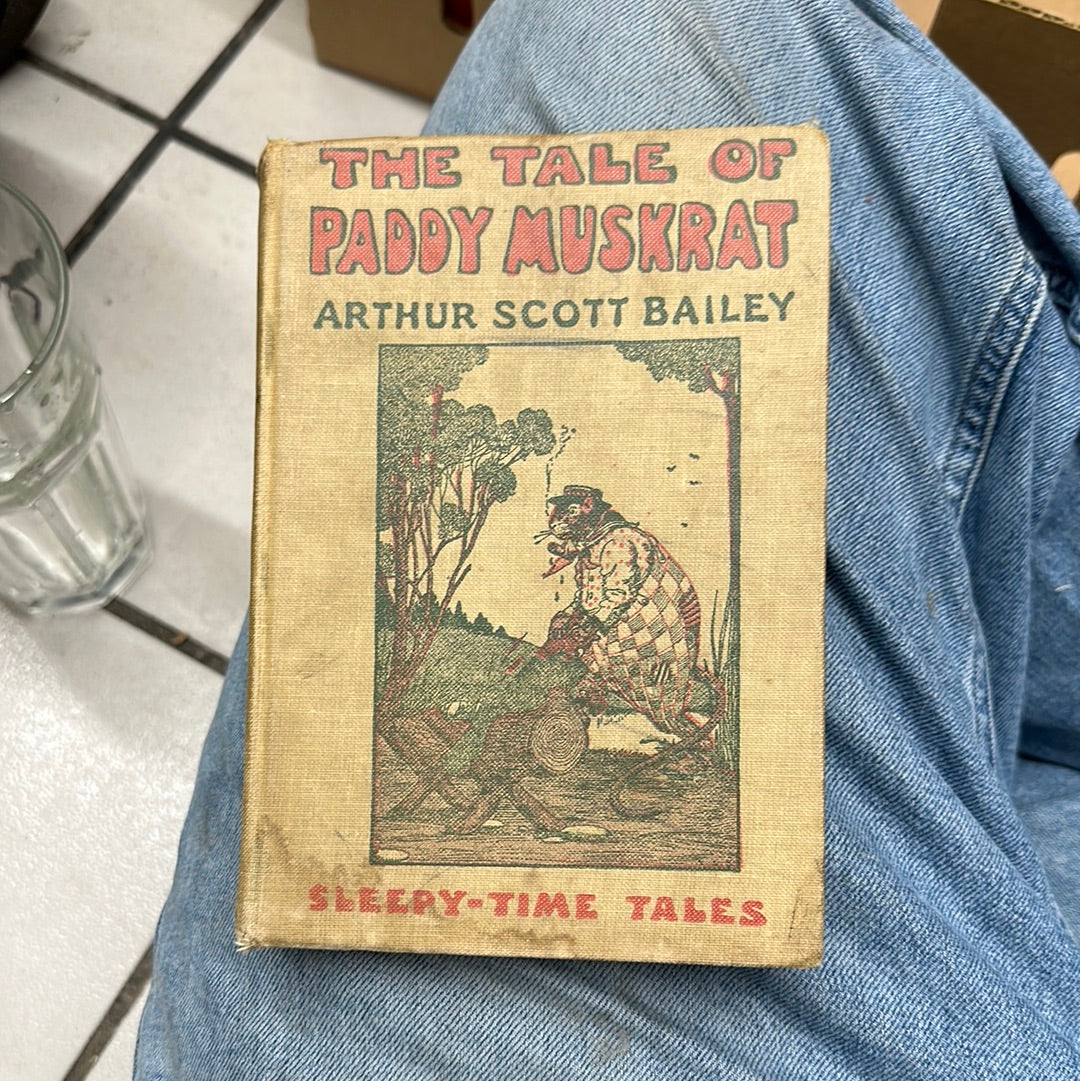 THE TALE OF
PADDY MUSKRAT
ARTHUR SCOTT BAILEY
SLEEPY-TIME TALES